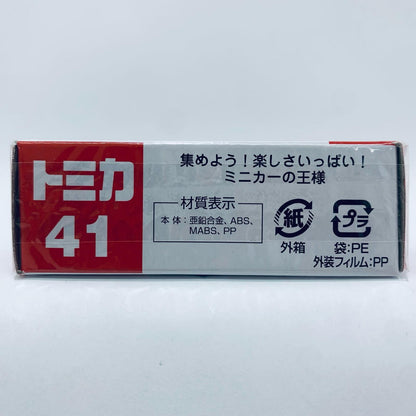 トミカ
41
集めよう！楽しさいっぱい！
ミニカーの王様
材質表示
本体：亜鉛合金、ABS、
MABS、PP
紙
外箱
プラ
袋:PE
外装フィルム:PP